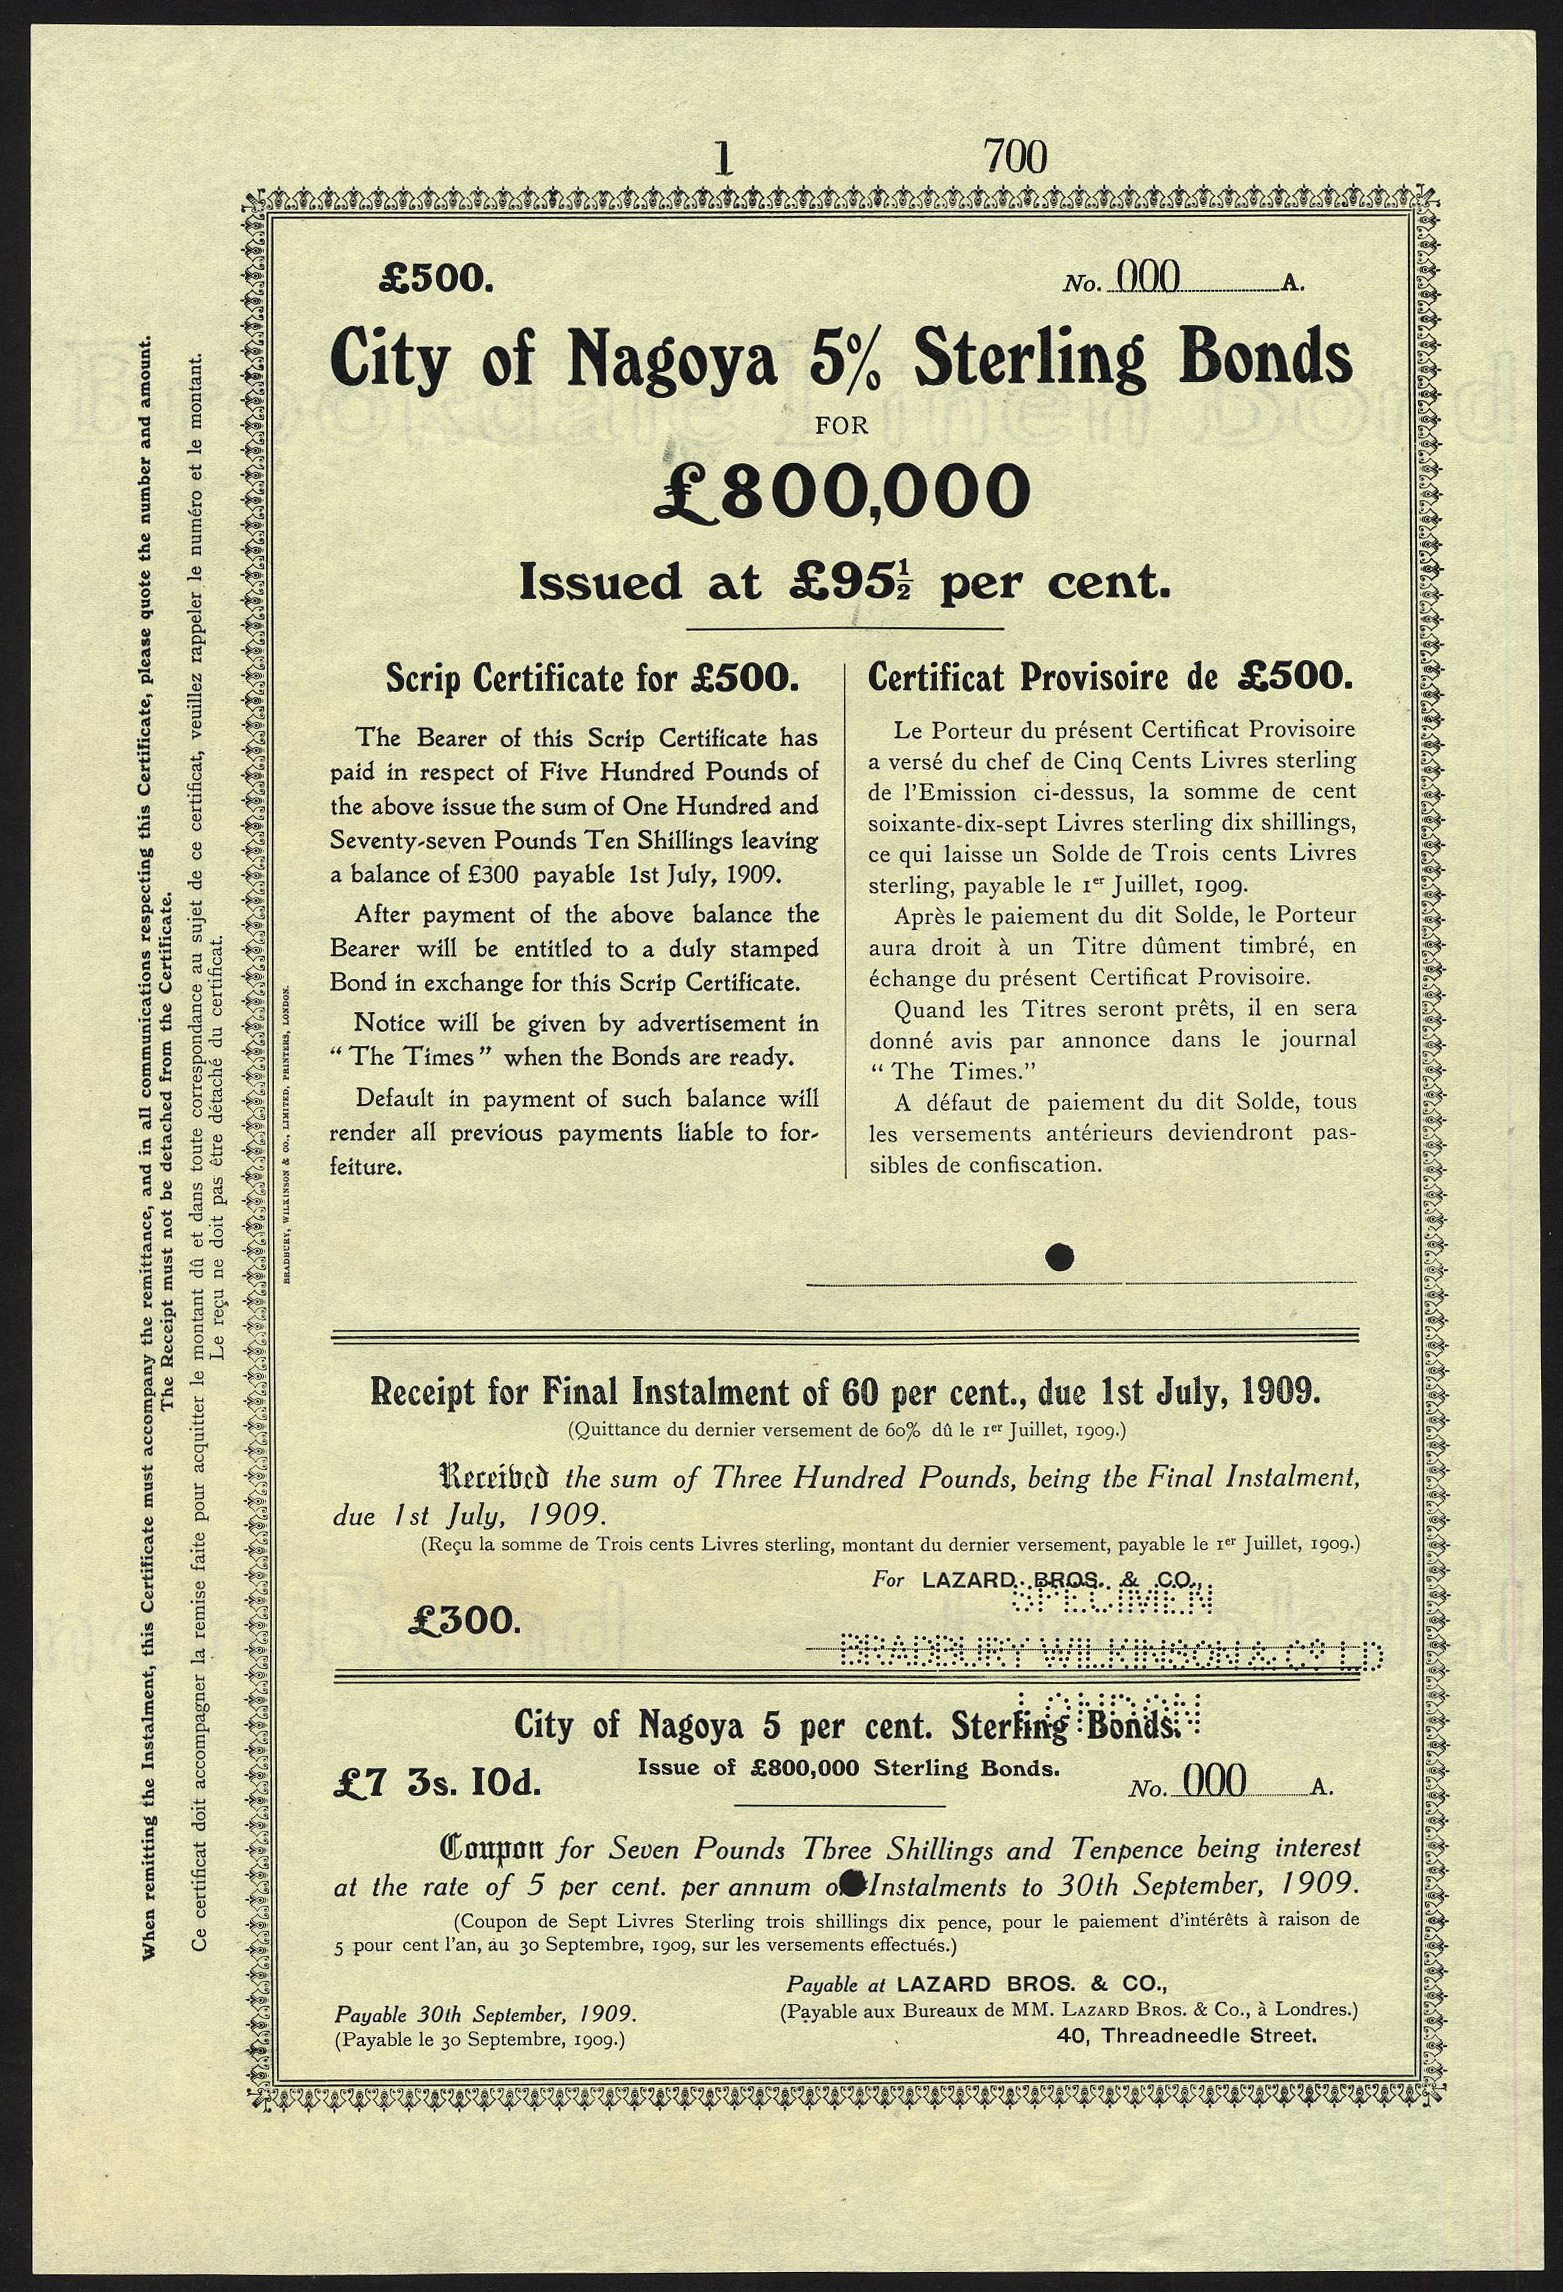 1 700
£500. No. 000 A.
City of Nagoya 5% Sterling Bonds
FOR
£800,000
Issued at £95½ per cent.
Scrip Certificate for £500.
The Bearer of this Scrip Certificate has
paid in respect of Five Hundred Pounds of
the above issue the sum of One Hundred and
Seventy-seven Pounds Ten Shillings leaving
a balance of £300 payable 1st July, 1909.
After payment of the above balance the
Bearer will be entitled to a duly stamped
Bond in exchange for this Scrip Certificate.
Notice will be given by advertisement in
"The Times" when the Bonds are ready.
Default in payment of such balance will
render all previous payments liable to for-
feiture.
Certificat Provisoire de £500.
Le Porteur du présent Certificat Provisoire
a versé du chef de Cinq Cents Livres sterling
de l'Emission ci-dessus, la somme de cent
soixante-dix-sept Livres sterling dix shillings,
ce qui laisse un Solde de Trois cents Livres
sterling, payable le 1er Juillet, 1909.
Après le paiement du dit Solde, le Porteur
aura droit à un Titre dûment timbré, en
échange du présent Certificat Provisoire.
Quand les Titres seront prêts, il en sera
donné avis par annonce dans le journal
"The Times."
A défaut de paiement du dit Solde, tous
les versements antérieurs deviendront pas-
sibles de confiscation.
Receipt for Final Instalment of 60 per cent., due 1st July, 1909.
(Quittance du dernier versement de 60% dû le 1er Juillet, 1909.)
Received the sum of Three Hundred Pounds, being the Final Instalment,
due 1st July, 1909.
(Reçu la somme de Trois cents Livres sterling, montant du dernier versement, payable le 1er Juillet, 1909.)
For LAZARD BROS. & CO.,
SPECIMEN
£300.
BRADBURY WILKINSON & Co LD
LONDON
City of Nagoya 5 per cent. Sterling Bonds.
Issue of £800,000 Sterling Bonds.
£7 3s. 10d. No. 000 A.
Coupon for Seven Pounds Three Shillings and Tenpence being interest
at the rate of 5 per cent. per annum on Instalments to 30th September, 1909.
(Coupon de Sept Livres Sterling trois shillings dix pence, pour le paiement d'intérêts à raison de
5 pour cent l'an, au 30 Septembre, 1909, sur les versements effectués.)
Payable at LAZARD BROS. & CO.,
Payable 30th September, 1909. (Payable aux Bureaux de MM. LAZARD BROS. & Co., à Londres.)
(Payable le 30 Septembre, 1909.) 40, Threadneedle Street.
When remitting the Instalment, this Certificate must accompany the remittance, and in all communications respecting this Certificate, please quote the number and amount.
The Receipt must not be detached from the Certificate.
Ce certificat doit accompagner la remise faite pour acquitter le montant dû et dans toute correspondance au sujet de ce certificat, veuillez rappeler le numéro et le montant.
Le reçu ne doit pas être détaché du certificat.
BRADBURY, WILKINSON & CO., LIMITED, PRINTERS, LONDON.